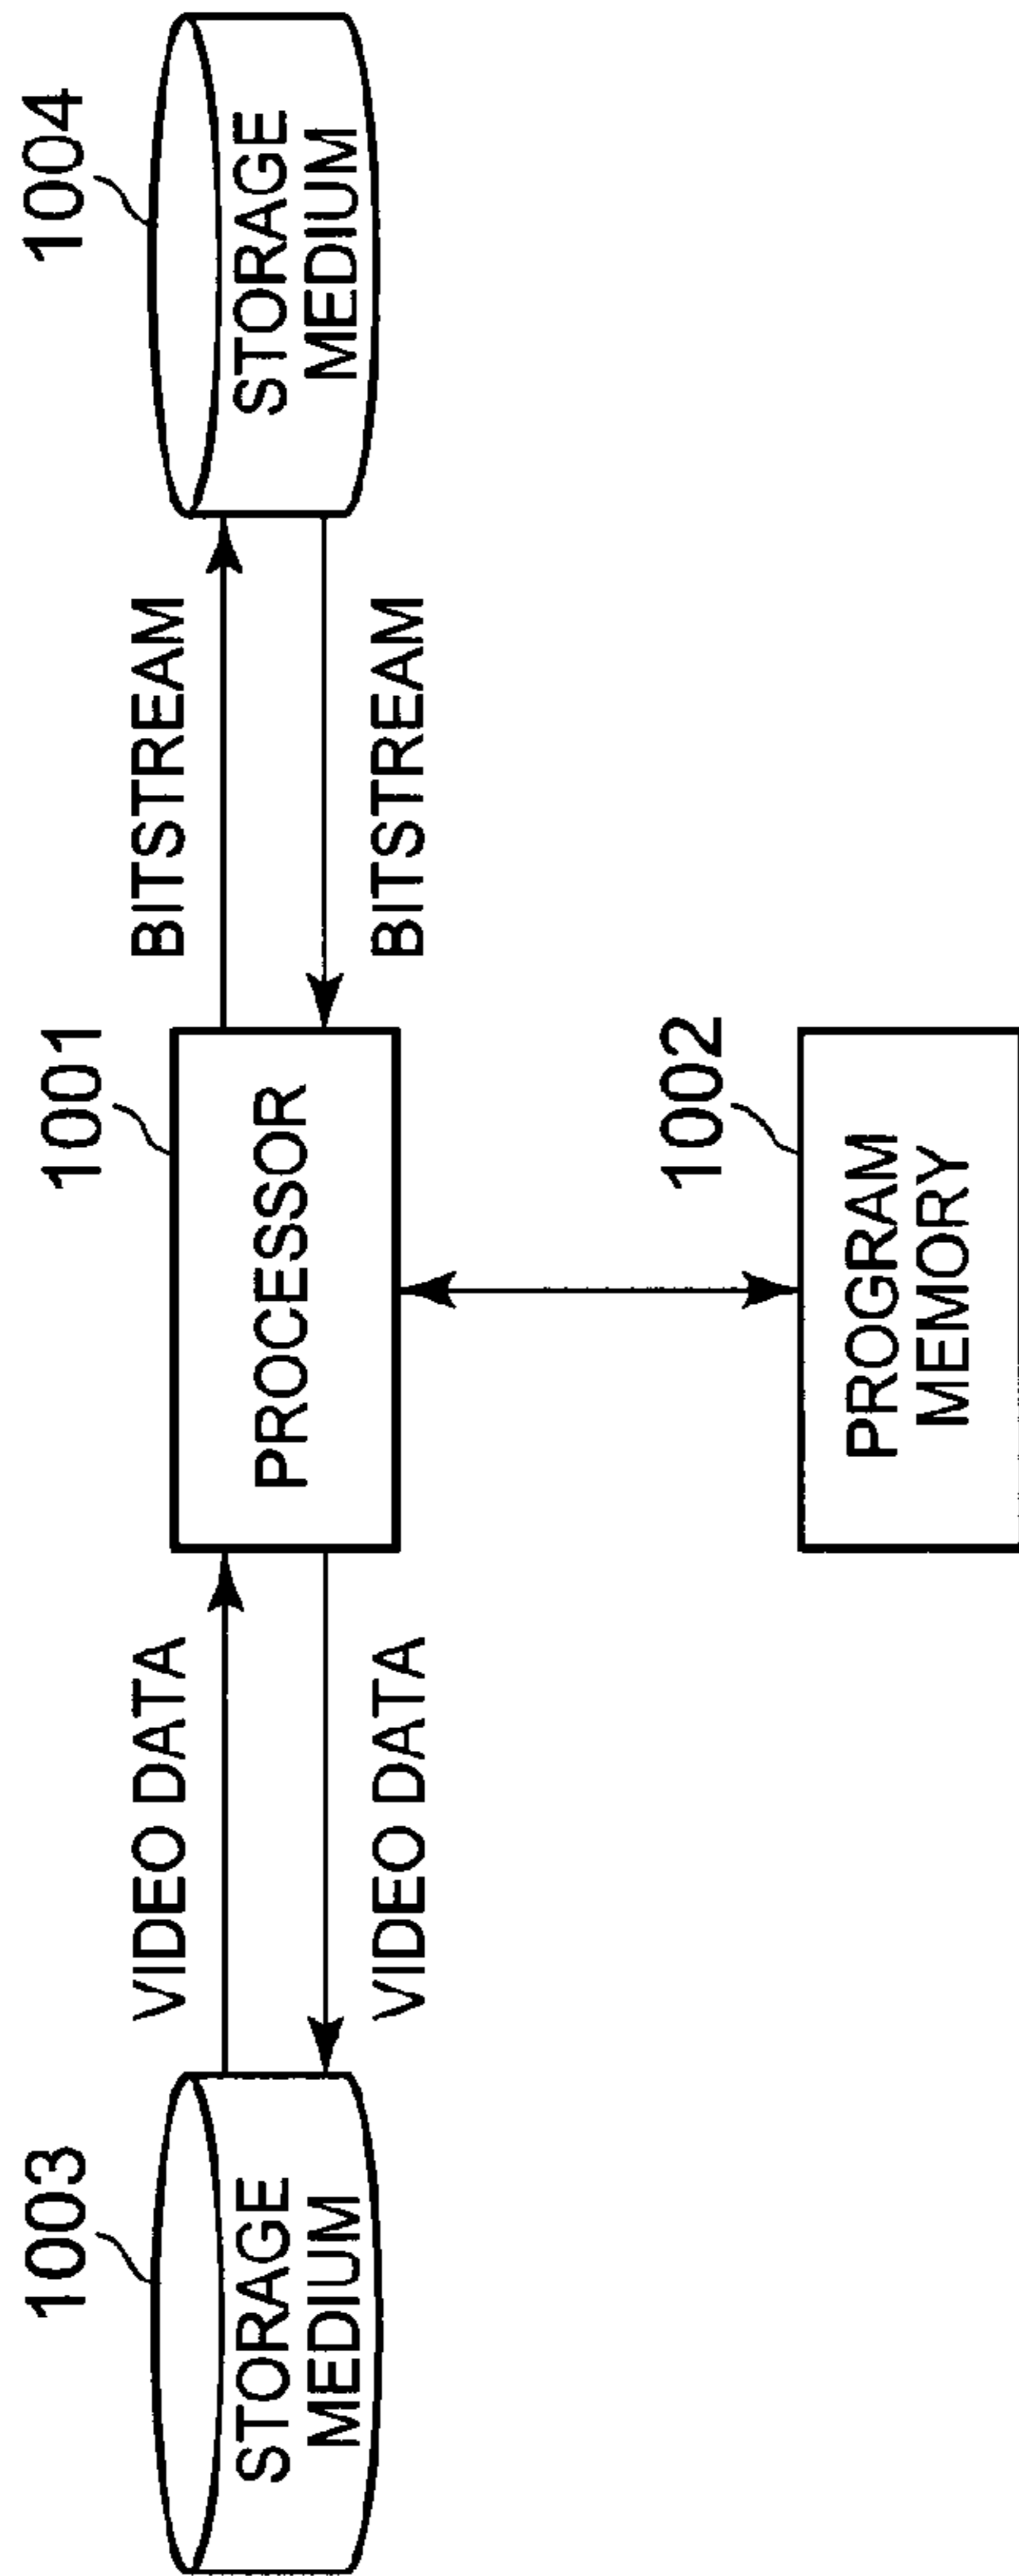 1003
STORAGE
MEDIUM
VIDEO DATA
VIDEO DATA
1001
PROCESSOR
BITSTREAM
BITSTREAM
1004
STORAGE
MEDIUM
1002
PROGRAM
MEMORY